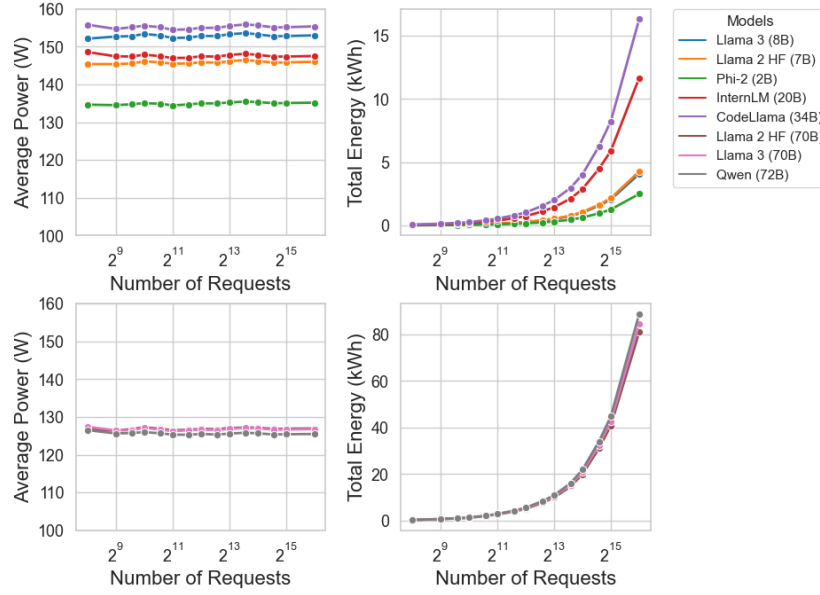 160
150
140
130
120
110
100
Average Power (W)
2^9
2^11
2^13
2^15
Number of Requests
15
10
5
0
Total Energy (kWh)
2^9
2^11
2^13
2^15
Number of Requests
Models
Llama 3 (8B)
Llama 2 HF (7B)
Phi-2 (2B)
InternLM (20B)
CodeLlama (34B)
Llama 2 HF (70B)
Llama 3 (70B)
Qwen (72B)
160
150
140
130
120
110
100
Average Power (W)
2^9
2^11
2^13
2^15
Number of Requests
80
60
40
20
0
Total Energy (kWh)
2^9
2^11
2^13
2^15
Number of Requests